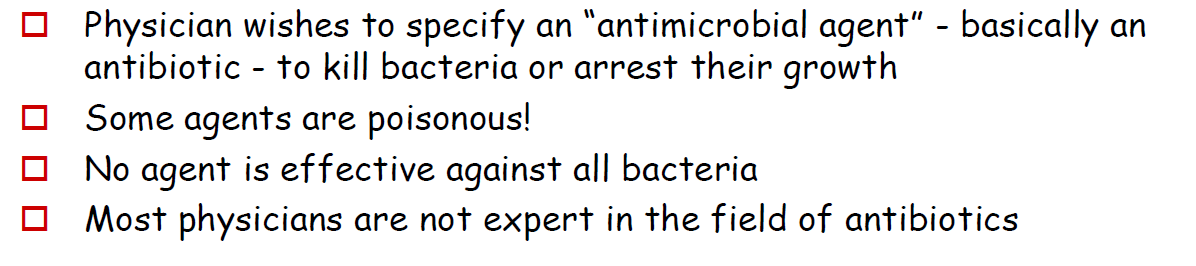 Physician wishes to specify an “antimicrobial agent” - basically an
antibiotic - to kill bacteria or arrest their growth
Some agents are poisonous!
No agent is effective against all bacteria
Most physicians are not expert in the field of antibiotics